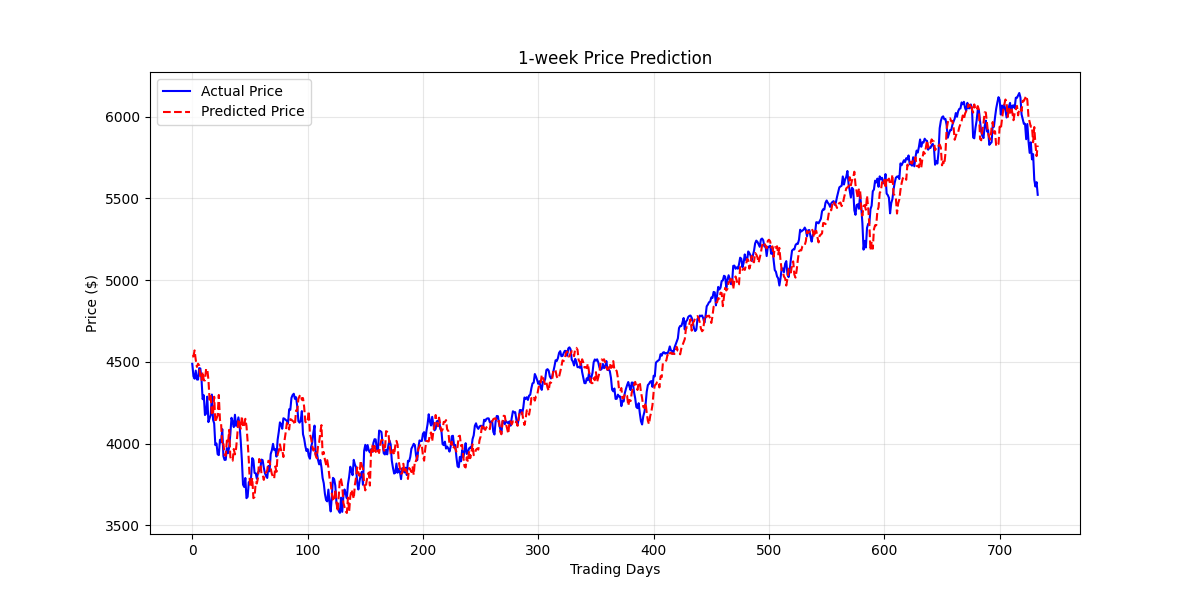 1-week Price Prediction
Actual Price
Predicted Price
Price ($)
6000
5500
5000
4500
4000
3500
0 100 200 300 400 500 600 700
Trading Days